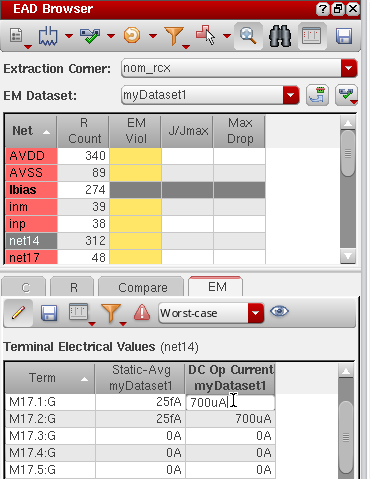 EAD Browser
Extraction Corner: nom_rcx
EM Dataset: myDataset1
Net R Count EM Viol J/Jmax Max Drop
AVDD 340
AVSS 89
Ibias 274
inm 39
inp 38
net14 312
net17 48
C R Compare EM
Worst-case
Terminal Electrical Values (net14)
Term Static-Avg myDataset1 DC Op Current myDataset1
M17.1:G 25fA 700uA
M17.2:G 25fA 700uA
M17.3:G 0A 0A
M17.4:G 0A 0A
M17.5:G 0A 0A